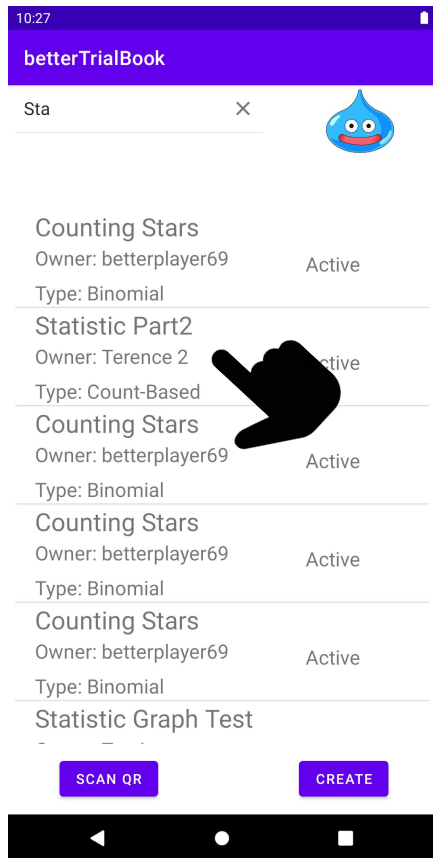 10:27
betterTrialBook
Sta
Counting Stars
Owner: betterplayer69
Active
Type: Binomial
Statistic Part2
Owner: Terence 2
Type: Count-Based
Counting Stars
Owner: betterplayer69
Active
Type: Binomial
Counting Stars
Owner: betterplayer69
Active
Type: Binomial
Counting Stars
Owner: betterplayer69
Active
Type: Binomial
Statistic Graph Test
SCAN QR
CREATE